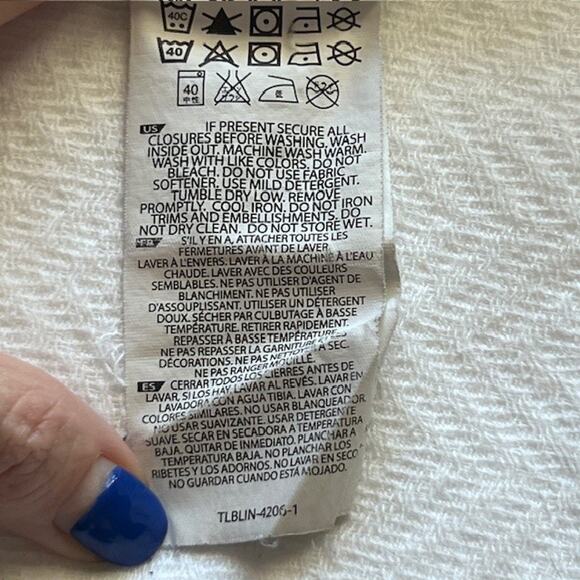 40C
40
40
中性
US IF PRESENT SECURE ALL
CLOSURES BEFORE WASHING. WASH
INSIDE OUT. MACHINE WASH WARM.
WASH WITH LIKE COLORS. DO NOT
BLEACH. DO NOT USE FABRIC
SOFTENER. USE MILD DETERGENT.
TUMBLE DRY LOW. REMOVE
PROMPTLY. COOL IRON. DO NOT IRON
TRIMS AND EMBELLISHMENTS. DO
NOT DRY CLEAN. DO NOT STORE WET.
S'IL Y EN A, ATTACHER TOUTES LES
FERMETURES AVANT DE LAVER.
LAVER À L'ENVERS. LAVER À LA MACHINE À L'EAU
CHAUDE. LAVER AVEC DES COULEURS
SEMBLABLES. NE PAS UTILISER D'AGENT DE
BLANCHIMENT. NE PAS UTILISER
D'ASSOUPLISSANT. UTILISER UN DÉTERGENT
DOUX. SÉCHER PAR CULBUTAGE À BASSE
TEMPÉRATURE. RETIRER RAPIDEMENT.
REPASSER À BASSE TEMPÉRATURE.
NE PAS REPASSER LA GARNITURE
DÉCORATIONS. NE PAS NETTOYER À SEC.
NE PAS RANGER MOUILLÉ.
ES CERRAR TODOS LOS CIERRES ANTES DE
LAVAR, SI LOS HAY. LAVAR AL REVÉS. LAVAR EN
LAVADORA CON AGUA TIBIA. LAVAR CON
COLORES SIMILARES. NO USAR BLANQUEADOR.
NO USAR SUAVIZANTE. USAR DETERGENTE
SUAVE. SECAR EN SECADORA A TEMPERATURA
BAJA. QUITAR DE INMEDIATO. PLANCHAR A
TEMPERATURA BAJA. NO PLANCHAR LOS
RIBETES Y LOS ADORNOS. NO LAVAR EN SECO.
NO GUARDAR CUANDO ESTÁ MOJADO.
TLBLIN-4206-1